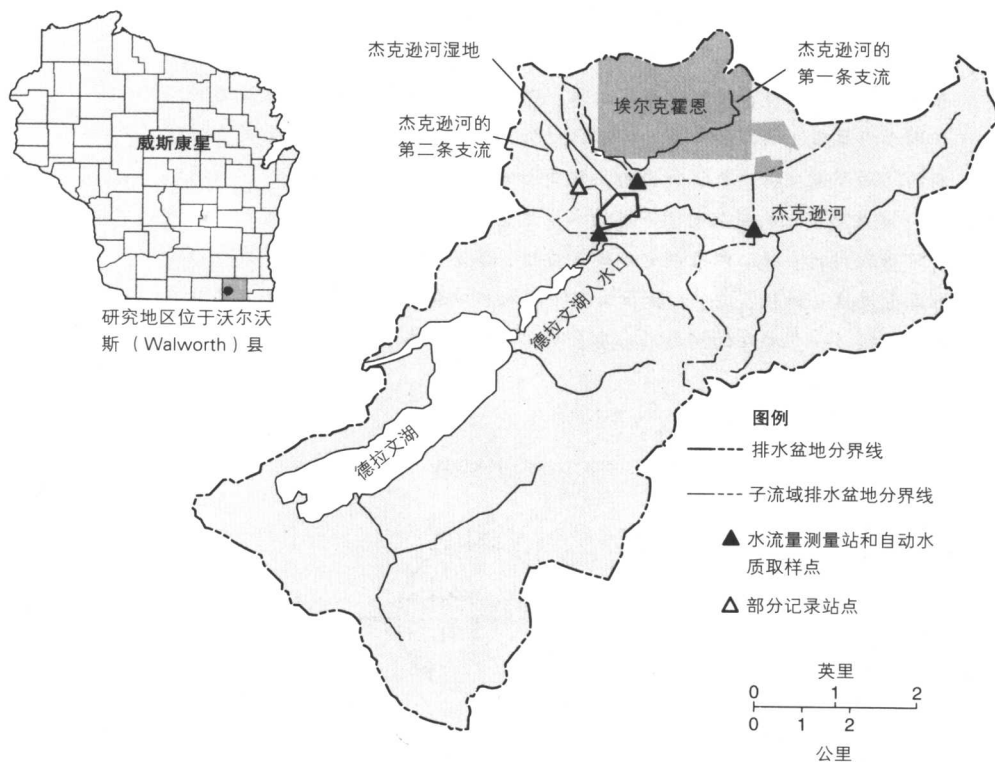 杰克逊河湿地
杰克逊河的
第一条支流
埃尔克霍恩
杰克逊河的
第二条支流
威斯康星
杰克逊河
研究地区位于沃尔沃
斯 （Walworth）县
德拉文湖入水口
德拉文湖
图例
排水盆地分界线
子流域排水盆地分界线
水流量测量站和自动水
质取样点
部分记录站点
英里
0 1 2
0 1 2
公里